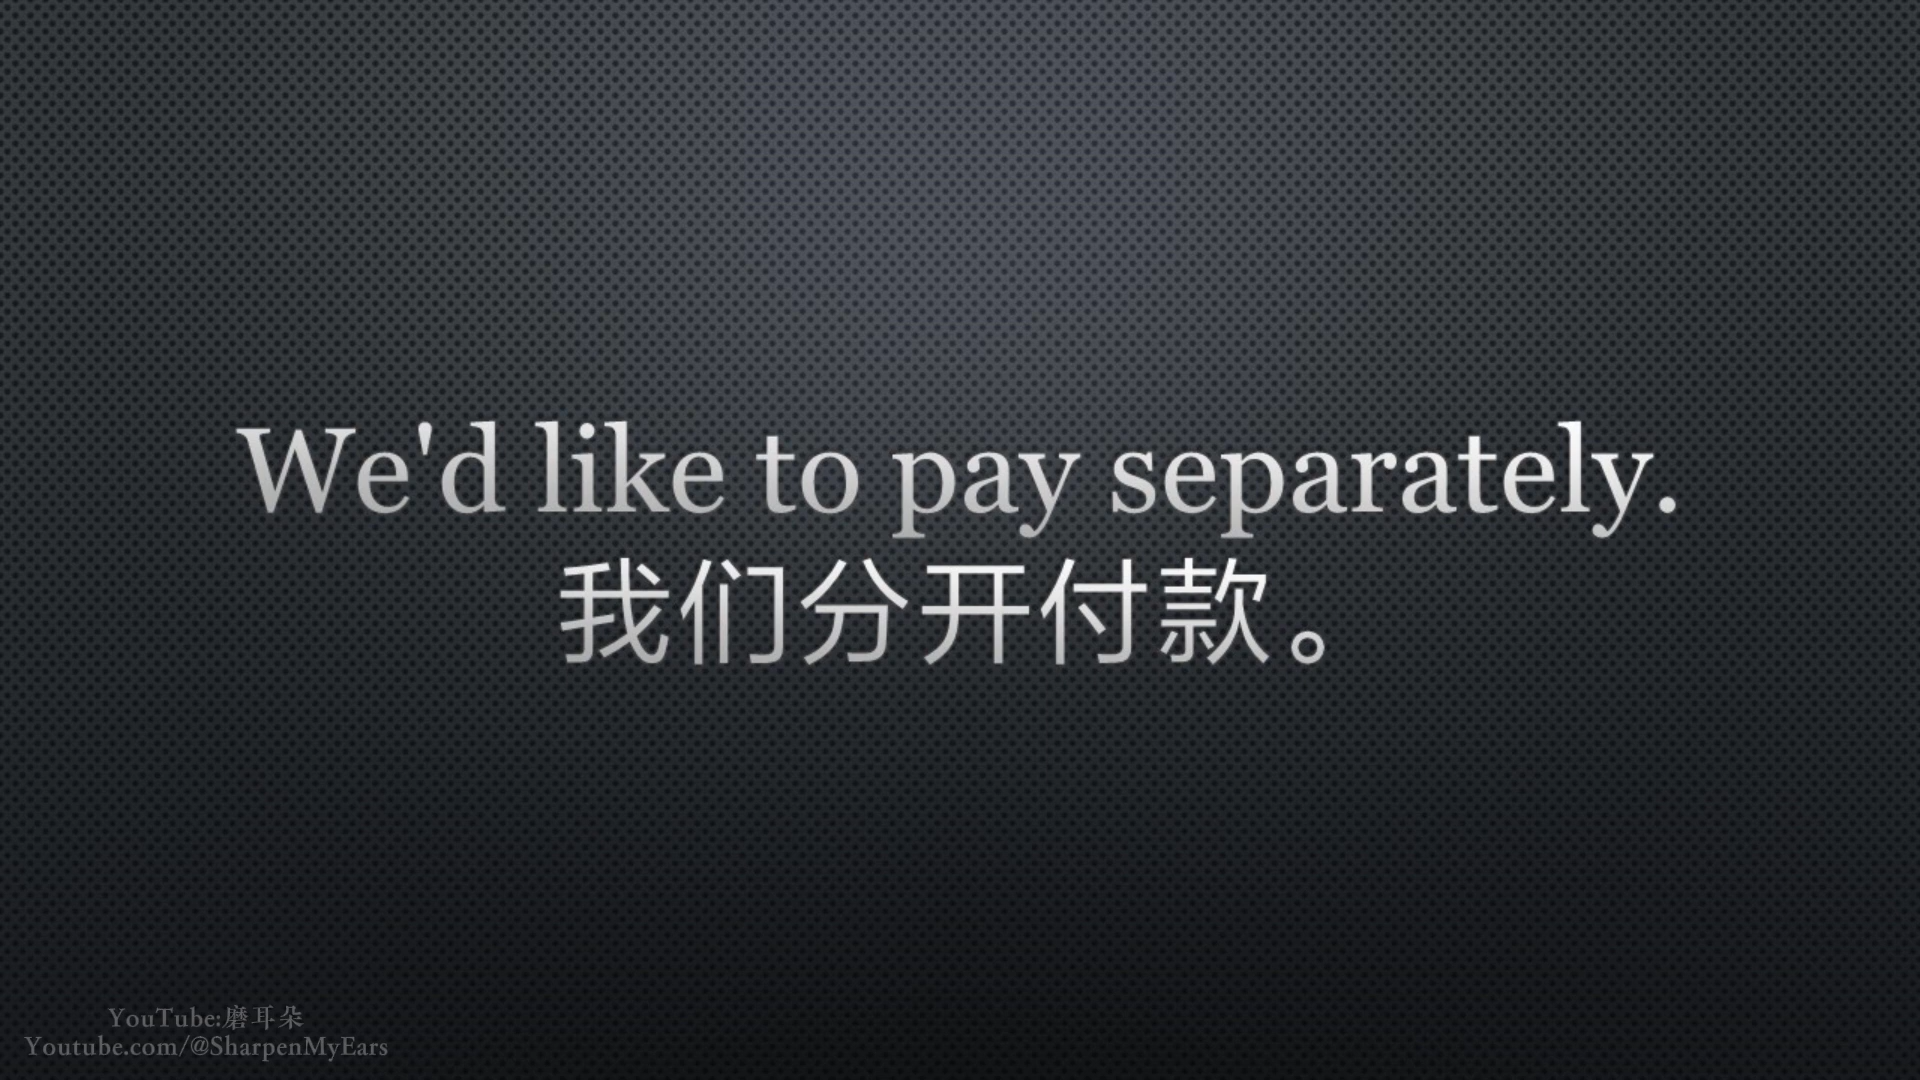 We'd like to pay separately.
我们分开付款。
YouTube:磨耳朵
Youtube.com/@SharpenMyEars